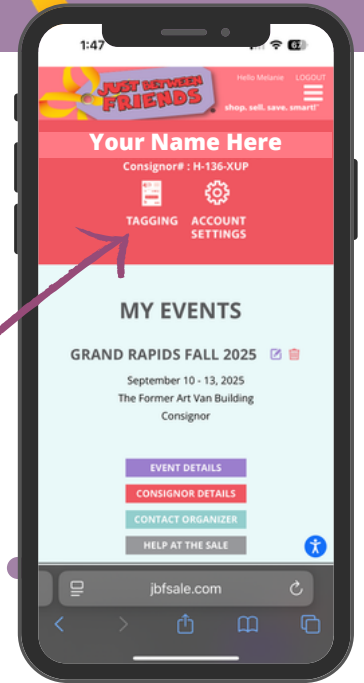 1:47
67
Hello Melanie LOGOUT
JUST BETWEEN
FRIENDS
shop. sell. save. smart!
Your Name Here
Consignor# : H-136-XUP
TAGGING ACCOUNT
SETTINGS
MY EVENTS
GRAND RAPIDS FALL 2025
September 10 - 13, 2025
The Former Art Van Building
Consignor
EVENT DETAILS
CONSIGNOR DETAILS
CONTACT ORGANIZER
HELP AT THE SALE
jbfsale.com